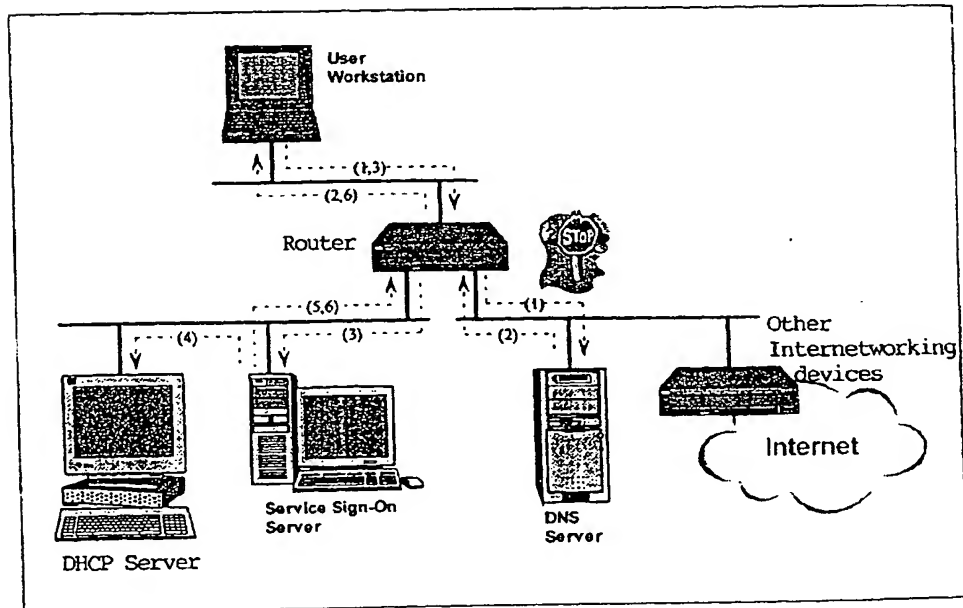 User
Workstation
(1,3)
(2,6)
Router
STOP
(5,6)
(1)
(4)
(3)
(2)
Other
Internetworking
devices
Internet
Service Sign-On
Server
DNS
Server
DHCP Server